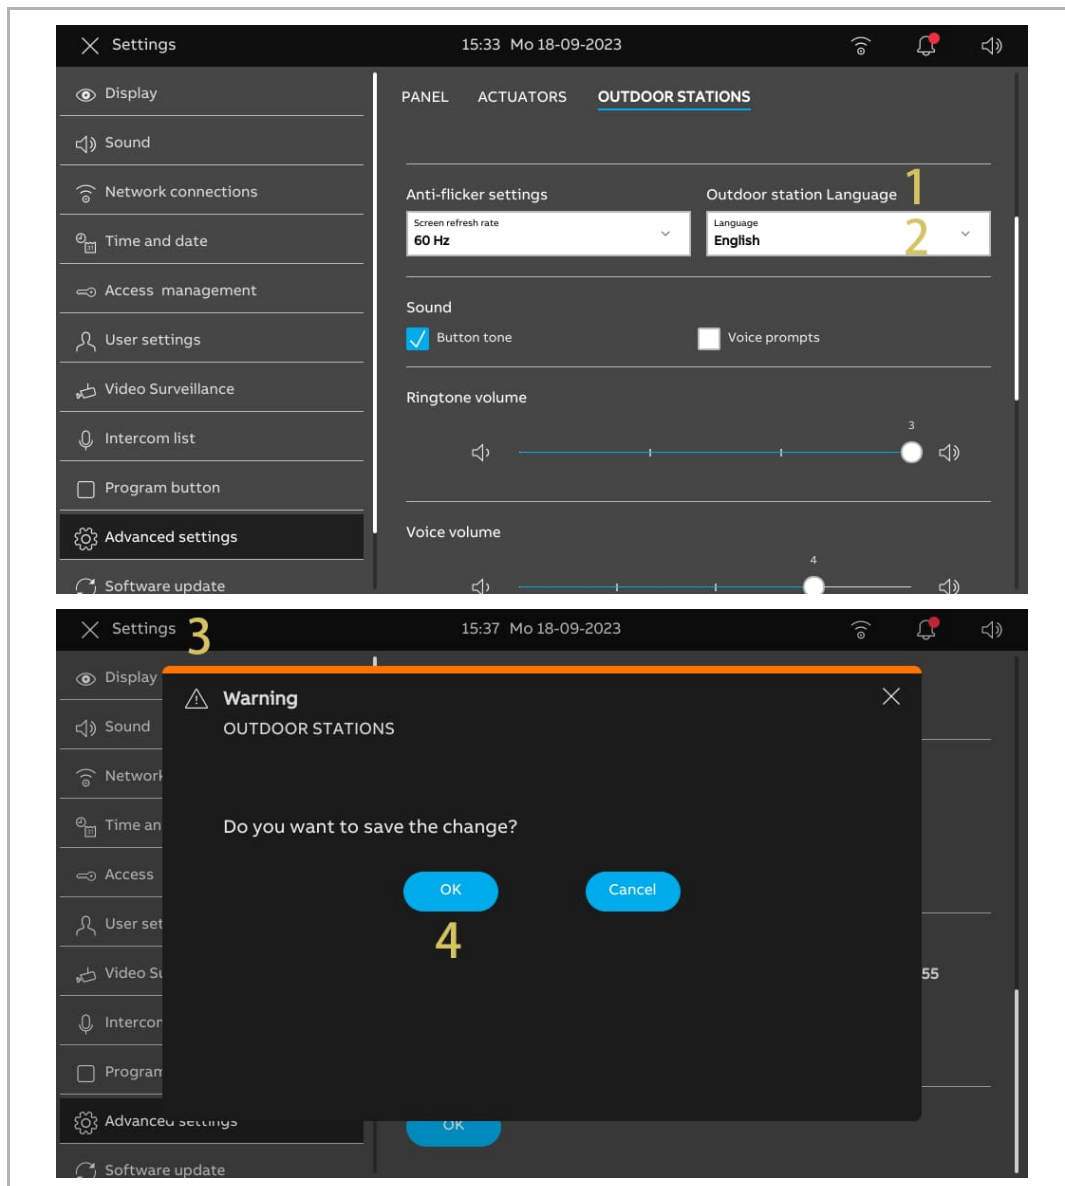 Settings
15:33 Mo 18-09-2023
Display
Sound
Network connections
Time and date
Access management
User settings
Video Surveillance
Intercom list
Program button
Advanced settings
Software update
PANEL ACTUATORS OUTDOOR STATIONS
Anti-flicker settings
Screen refresh rate
60 Hz
Outdoor station Language 1
Language
English 2
Sound
Button tone
Voice prompts
Ringtone volume
3
Voice volume
4
Settings 3
15:37 Mo 18-09-2023
Display
Sound
Network
Time an
Access
User set
Video Su
Intercom
Program
Advanced settings
Software update
Warning
OUTDOOR STATIONS
Do you want to save the change?
OK
Cancel
4
55
OK